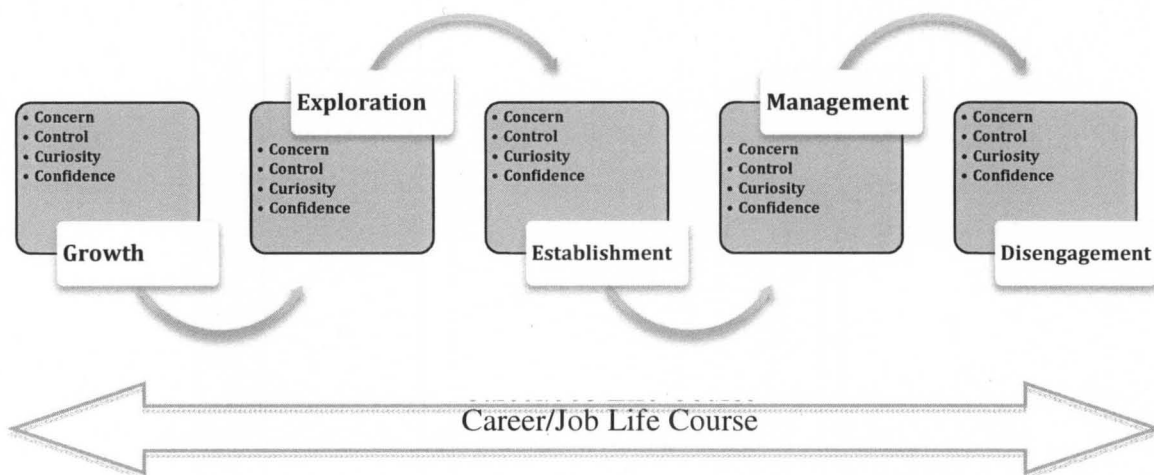 • Concern
• Control
• Curiosity
• Confidence
Growth
Exploration
• Concern
• Control
• Curiosity
• Confidence
• Concern
• Control
• Curiosity
• Confidence
Establishment
Management
• Concern
• Control
• Curiosity
• Confidence
• Concern
• Control
• Curiosity
• Confidence
Disengagement
Career/Job Life Course